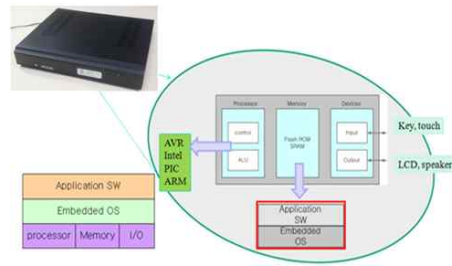 Processor Memory Devices
control
Flash ROM
SRAM
Input
ALU
Output
Key, touch
LCD, speaker
AVR
Intel
PIC
ARM
Application
SW
Embedded
OS
Application SW
Embedded OS
processor Memory I/O